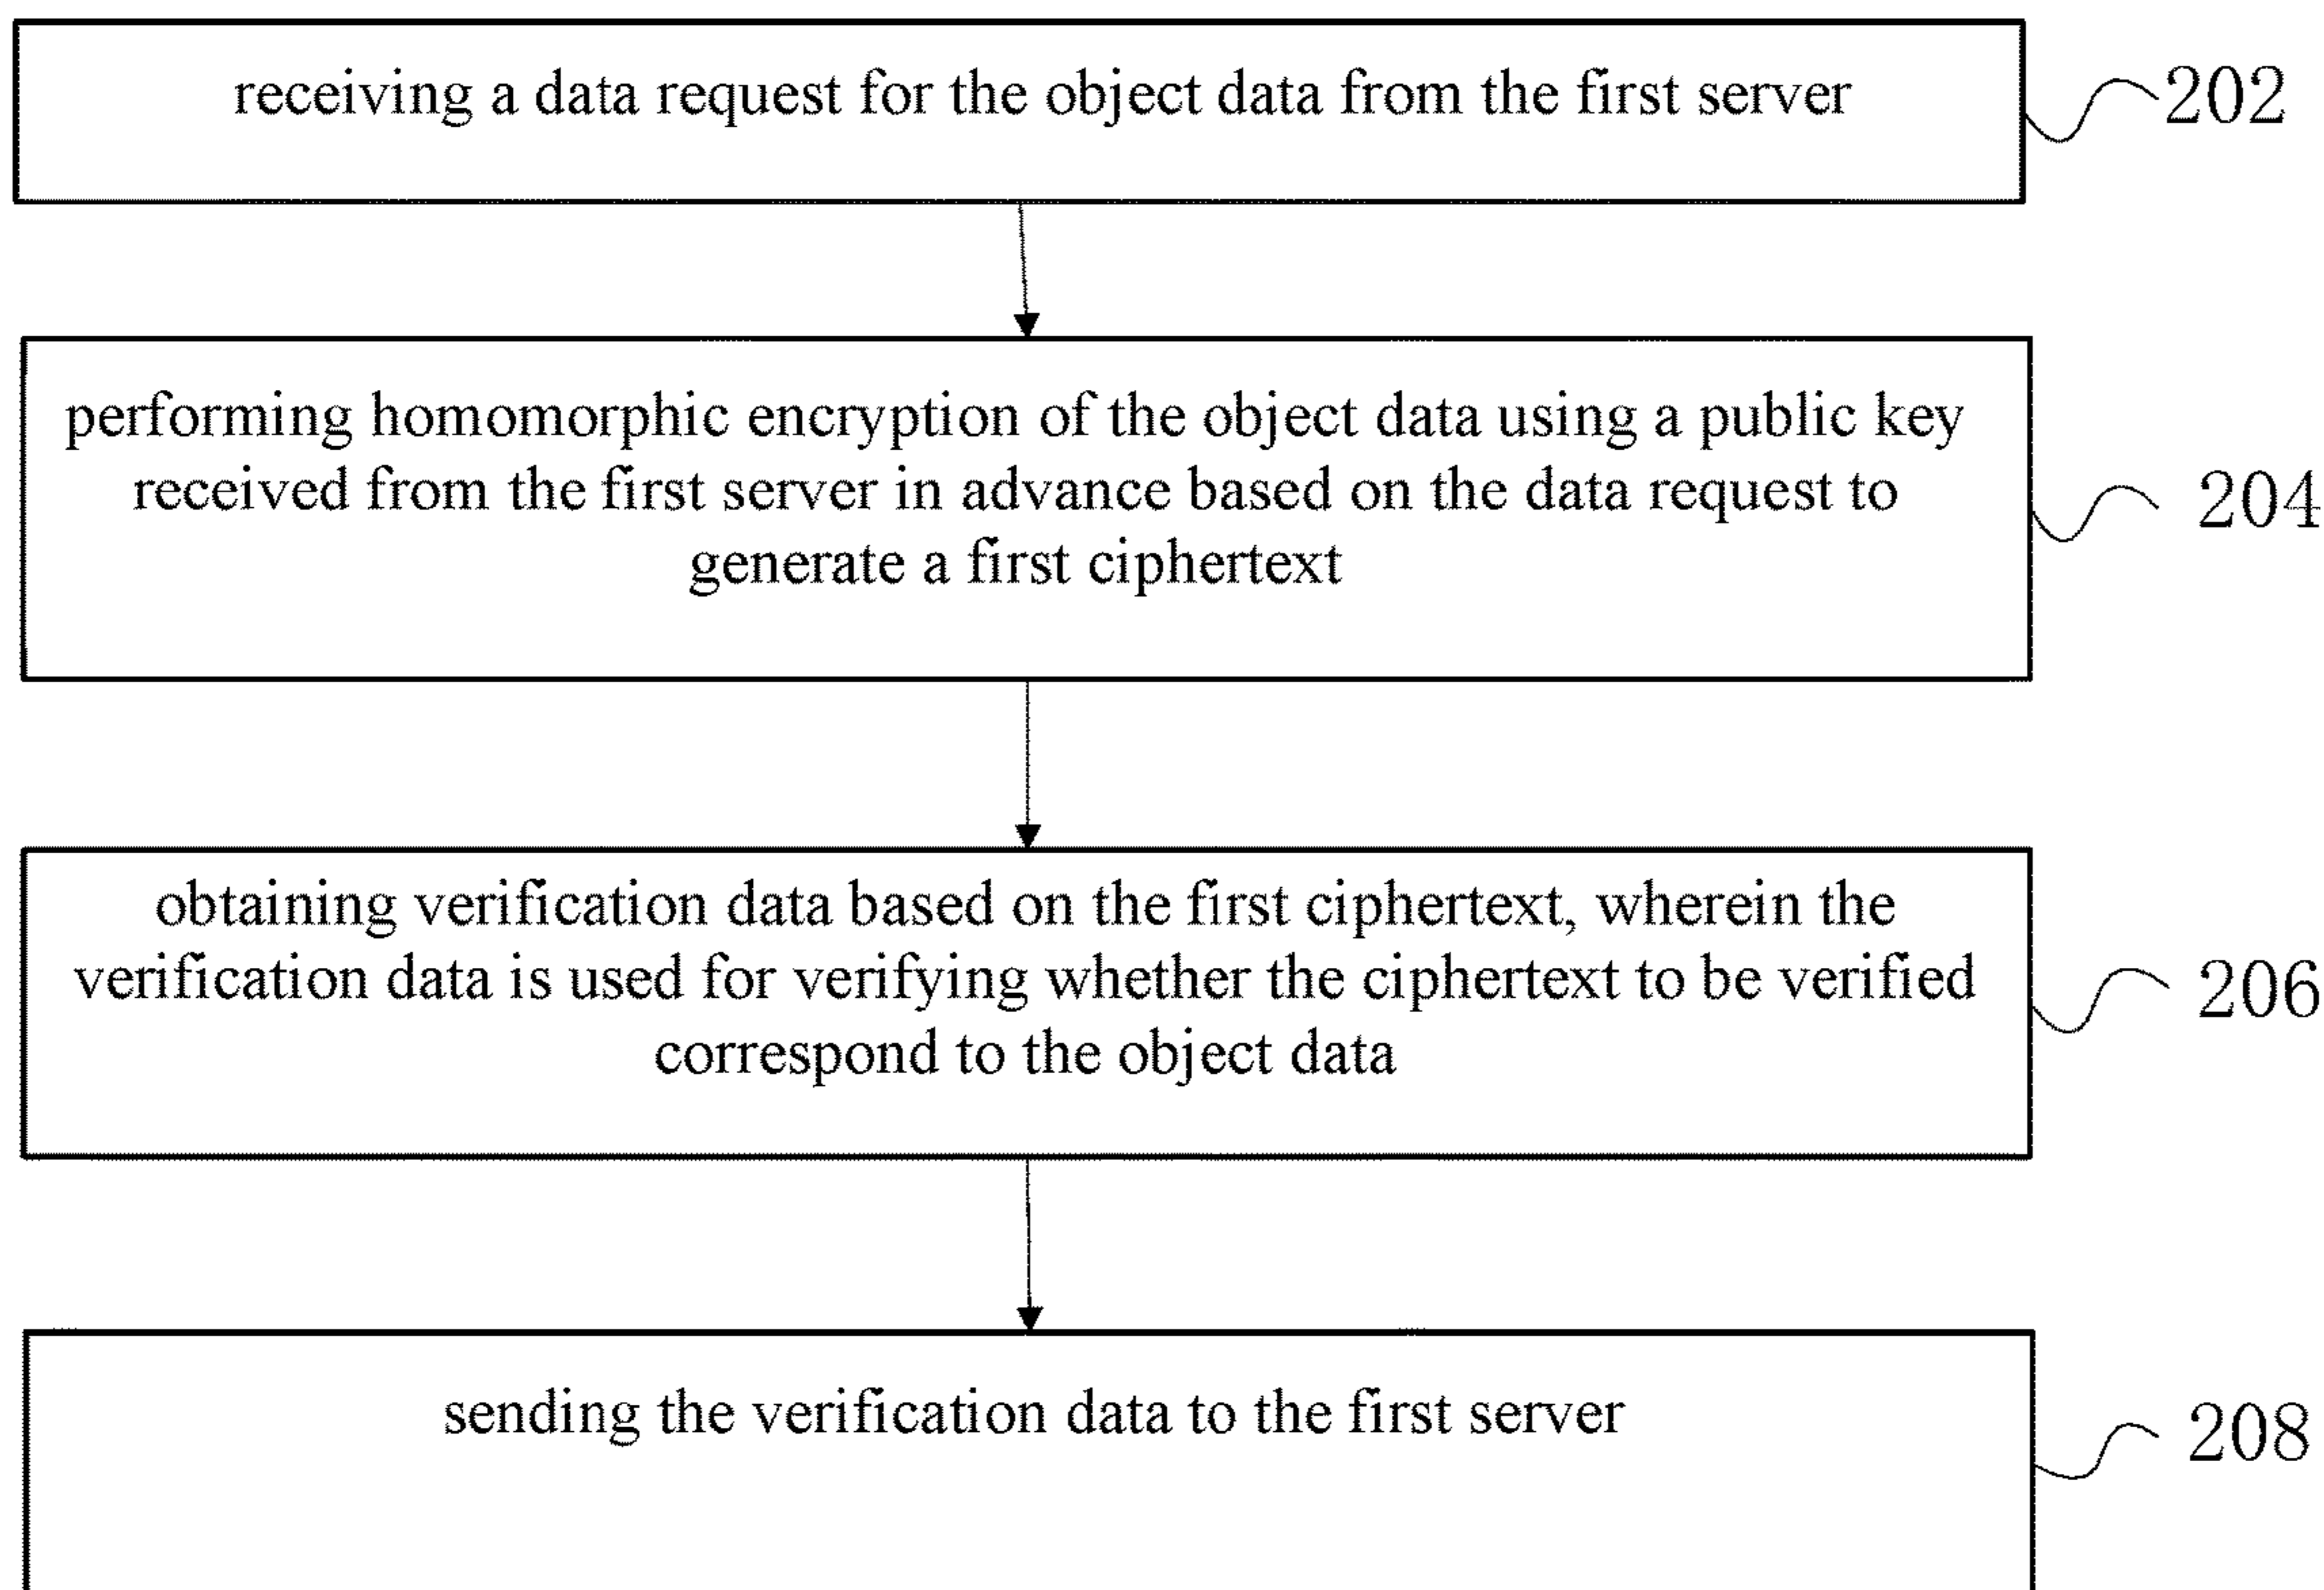 receiving a data request for the object data from the first server
202
performing homomorphic encryption of the object data using a public key
received from the first server in advance based on the data request to
generate a first ciphertext
204
obtaining verification data based on the first ciphertext, wherein the
verification data is used for verifying whether the ciphertext to be verified
correspond to the object data
206
sending the verification data to the first server
208